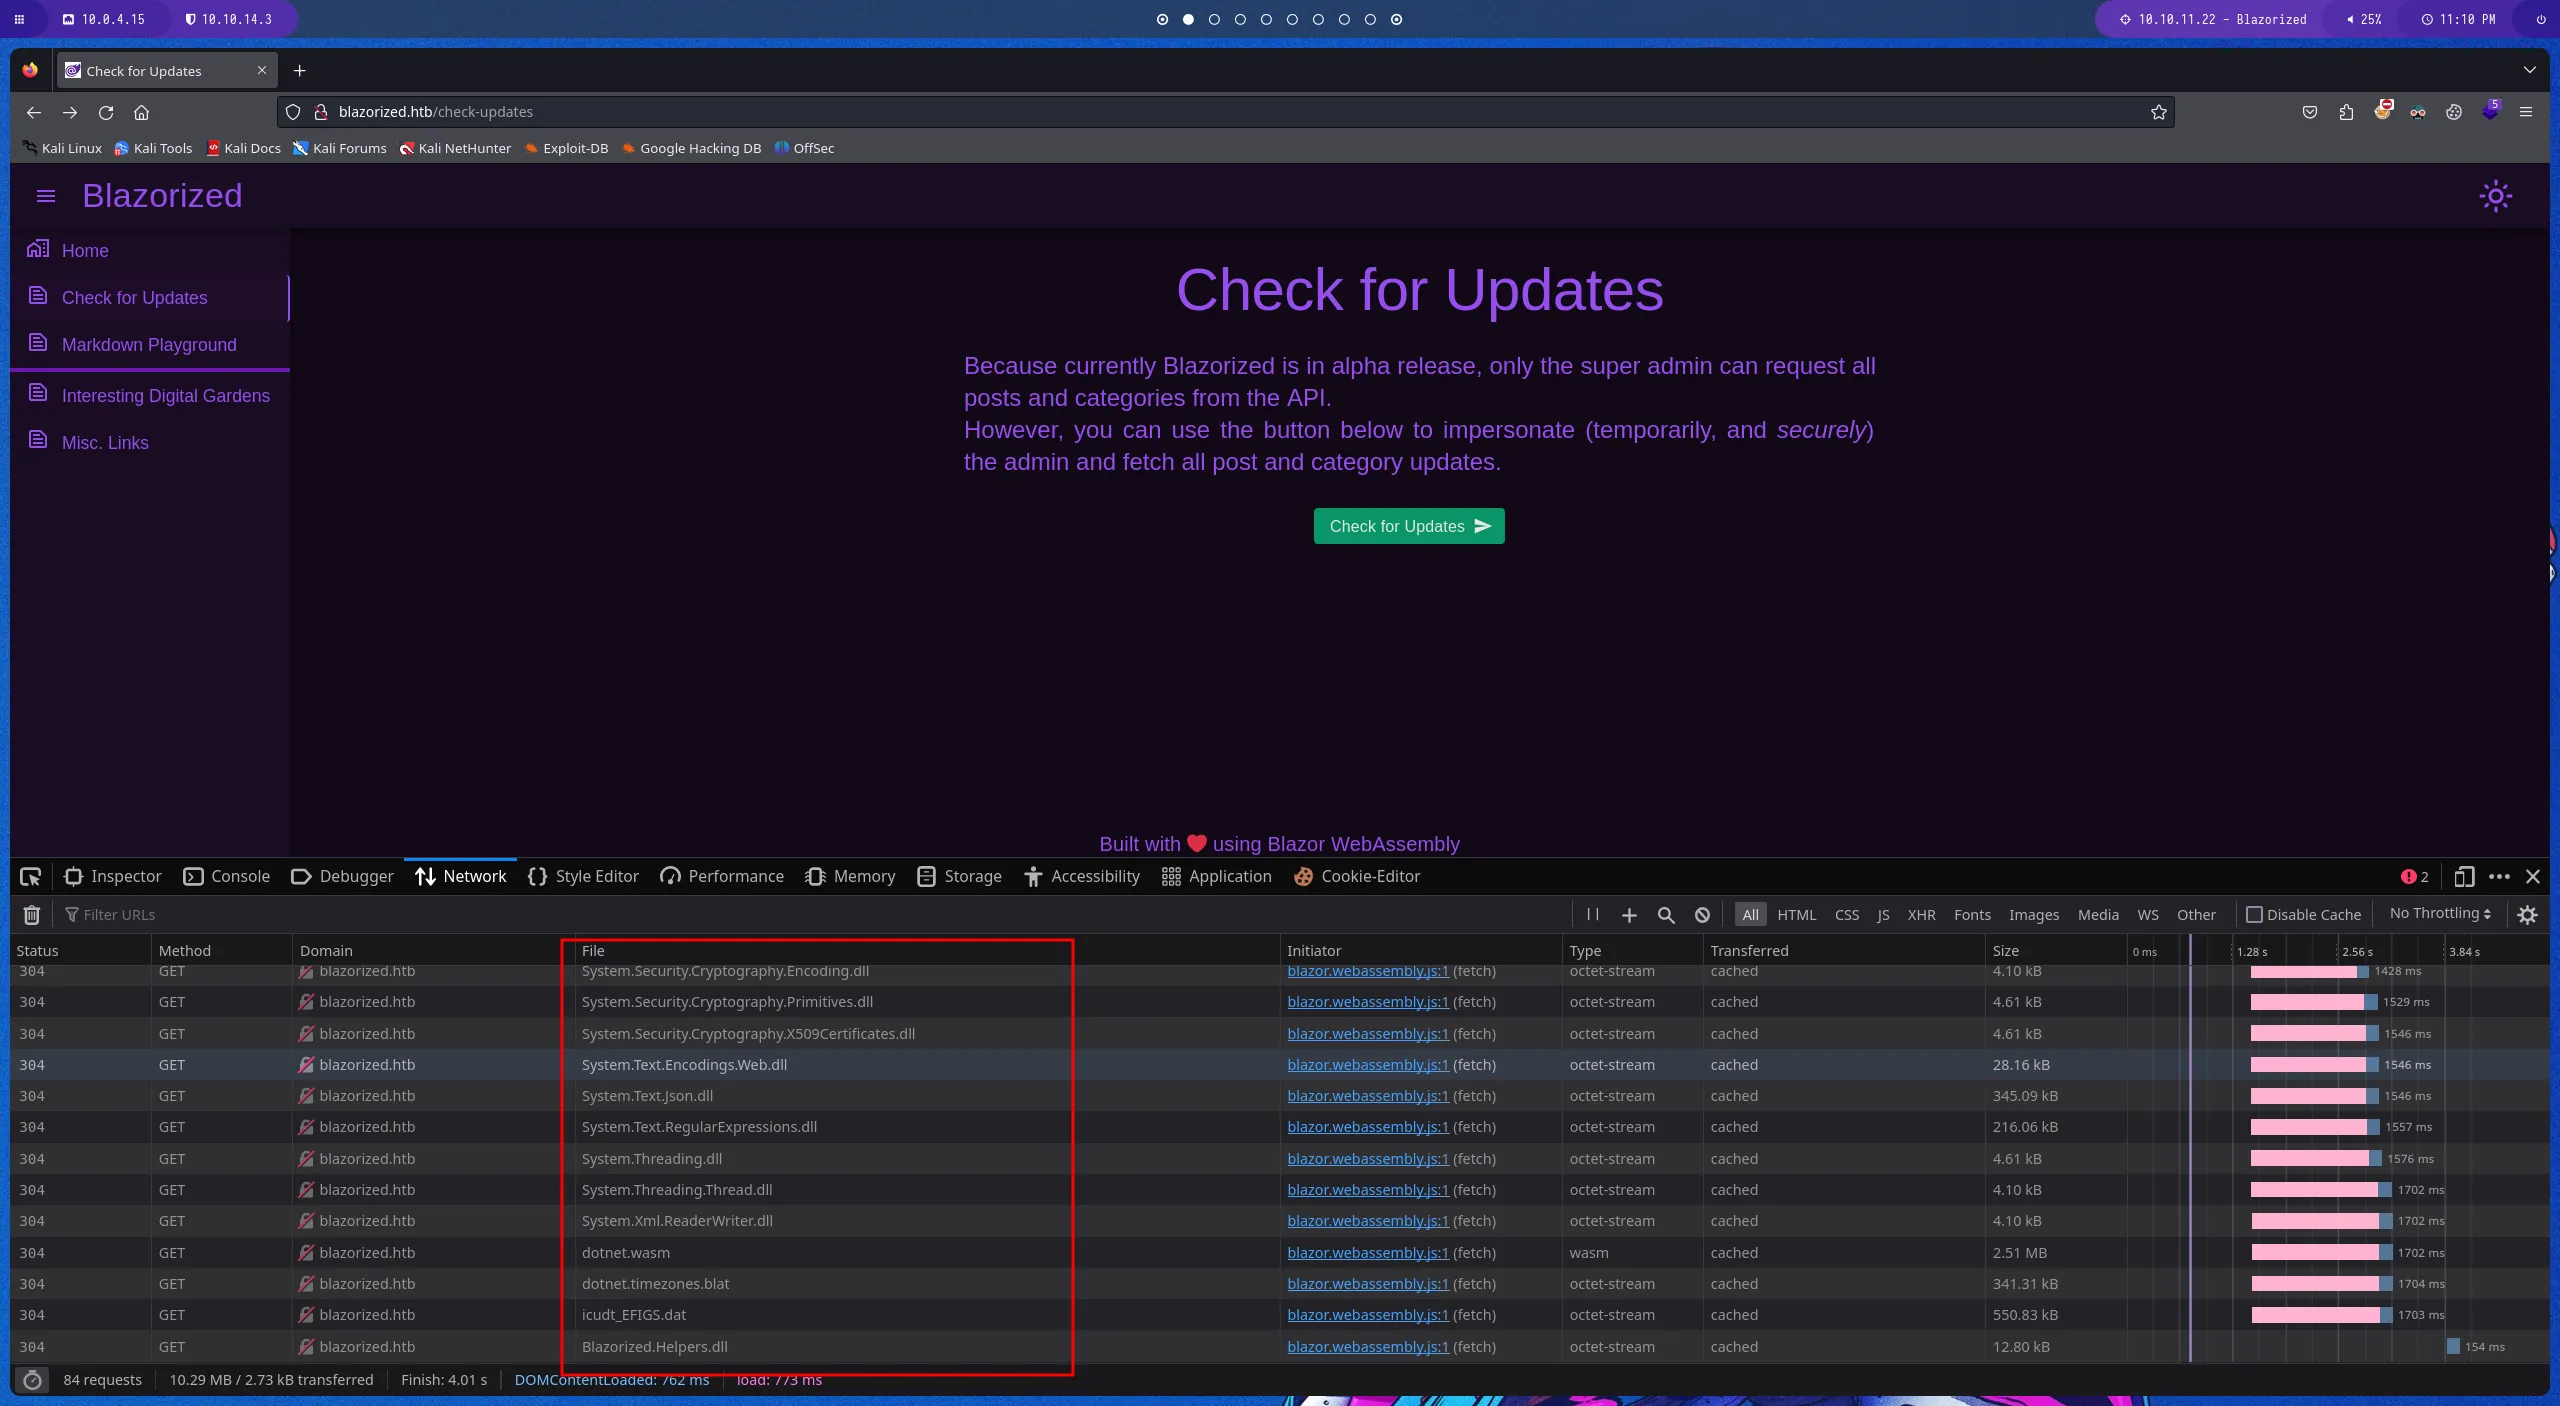 10.0.4.15 10.10.14.3 10.10.11.22 - Blazorized 25% 11:10 PM
Check for Updates
blazorized.htb/check-updates 5
Kali Linux Kali Tools Kali Docs Kali Forums Kali NetHunter Exploit-DB Google Hacking DB OffSec
Blazorized
Home
Check for Updates
Markdown Playground
Interesting Digital Gardens
Misc. Links
Check for Updates
Because currently Blazorized is in alpha release, only the super admin can request all
posts and categories from the API.
However, you can use the button below to impersonate (temporarily, and securely)
the admin and fetch all post and category updates.
Check for Updates
Built with ❤️ using Blazor WebAssembly
Inspector Console Debugger Network Style Editor Performance Memory Storage Accessibility Application Cookie-Editor 2
Filter URLs All HTML CSS JS XHR Fonts Images Media WS Other Disable Cache No Throttling
Status Method Domain File Initiator Type Transferred Size 0 ms 1.28 s 2.56 s 3.84 s
304 GET blazorized.htb System.Security.Cryptography.Encoding.dll blazor.webassembly.js:1 (fetch) octet-stream cached 4.10 kB 1428 ms
304 GET blazorized.htb System.Security.Cryptography.Primitives.dll blazor.webassembly.js:1 (fetch) octet-stream cached 4.61 kB 1529 ms
304 GET blazorized.htb System.Security.Cryptography.X509Certificates.dll blazor.webassembly.js:1 (fetch) octet-stream cached 4.61 kB 1546 ms
304 GET blazorized.htb System.Text.Encodings.Web.dll blazor.webassembly.js:1 (fetch) octet-stream cached 28.16 kB 1546 ms
304 GET blazorized.htb System.Text.Json.dll blazor.webassembly.js:1 (fetch) octet-stream cached 345.09 kB 1546 ms
304 GET blazorized.htb System.Text.RegularExpressions.dll blazor.webassembly.js:1 (fetch) octet-stream cached 216.06 kB 1557 ms
304 GET blazorized.htb System.Threading.dll blazor.webassembly.js:1 (fetch) octet-stream cached 4.61 kB 1576 ms
304 GET blazorized.htb System.Threading.Thread.dll blazor.webassembly.js:1 (fetch) octet-stream cached 4.10 kB 1702 ms
304 GET blazorized.htb System.Xml.ReaderWriter.dll blazor.webassembly.js:1 (fetch) octet-stream cached 4.10 kB 1702 ms
304 GET blazorized.htb dotnet.wasm blazor.webassembly.js:1 (fetch) wasm cached 2.51 MB 1702 ms
304 GET blazorized.htb dotnet.timezones.blat blazor.webassembly.js:1 (fetch) octet-stream cached 341.31 kB 1704 ms
304 GET blazorized.htb icudt_EFIGS.dat blazor.webassembly.js:1 (fetch) octet-stream cached 550.83 kB 1703 ms
304 GET blazorized.htb Blazorized.Helpers.dll blazor.webassembly.js:1 (fetch) octet-stream cached 12.80 kB 154 ms
84 requests 10.29 MB / 2.73 kB transferred Finish: 4.01 s DOMContentLoaded: 762 ms load: 773 ms